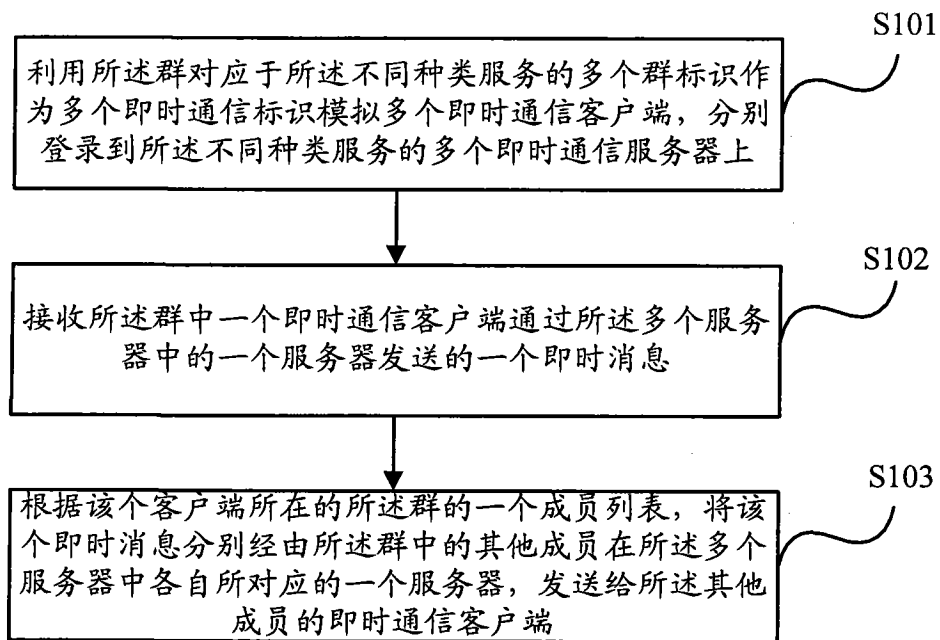 S101
利用所述群对应于所述不同种类服务的多个群标识作
为多个即时通信标识模拟多个即时通信客户端，分别
登录到所述不同种类服务的多个即时通信服务器上
S102
接收所述群中一个即时通信客户端通过所述多个服务
器中的一个服务器发送的一个即时消息
S103
根据该个客户端所在的所述群的一个成员列表，将该
个即时消息分别经由所述群中的其他成员在所述多个
服务器中各自所对应的一个服务器，发送给所述其他
成员的即时通信客户端